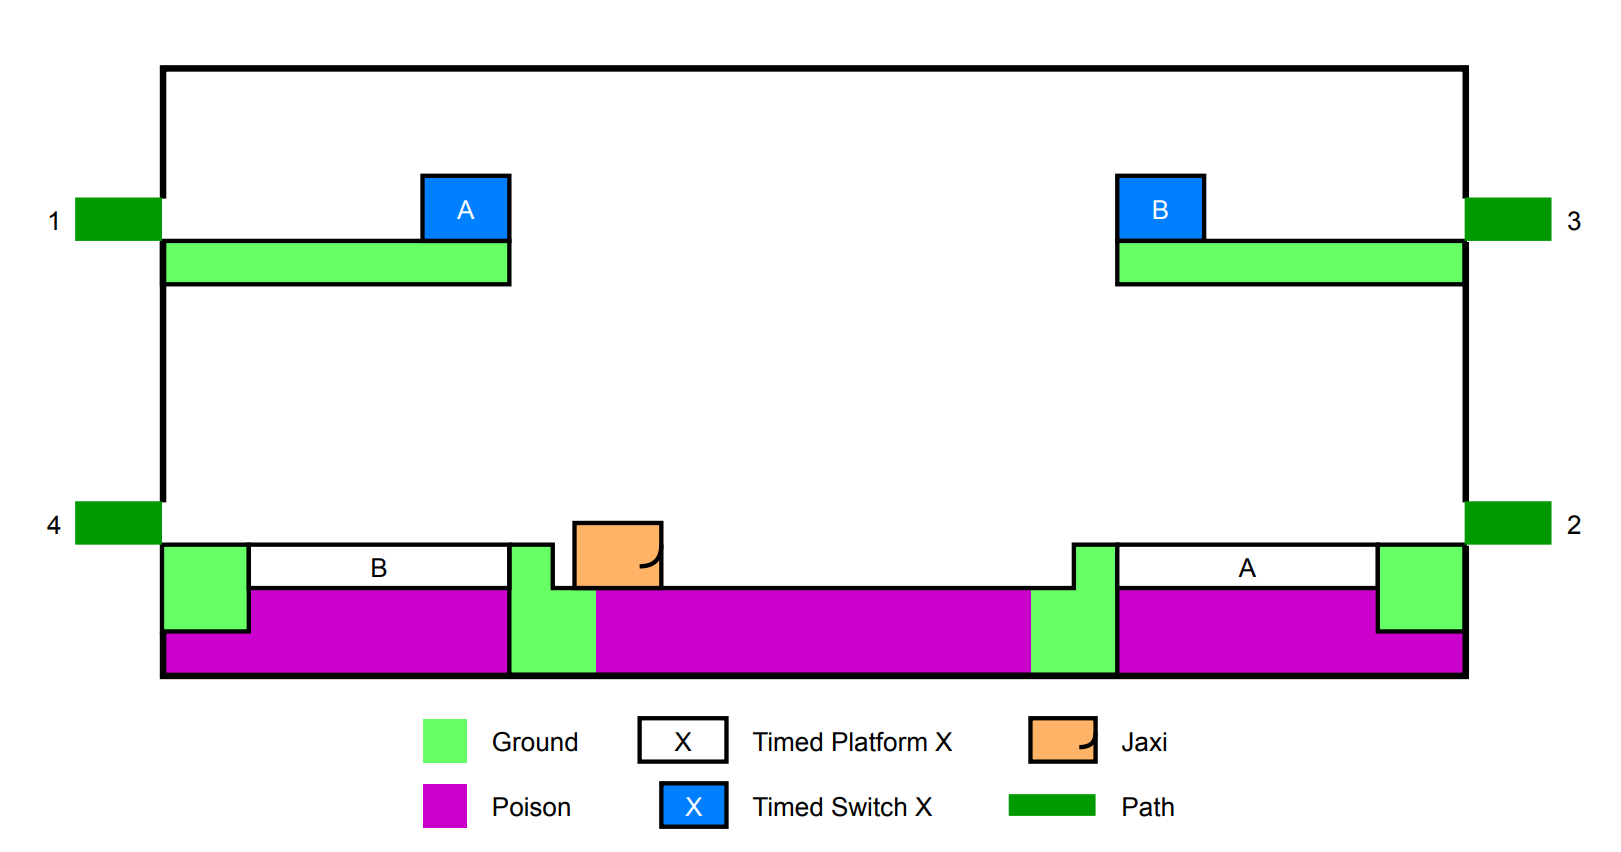 A
B
1
3
4
2
B
A
Ground
X
Timed Platform X
Jaxi
Poison
X
Timed Switch X
Path